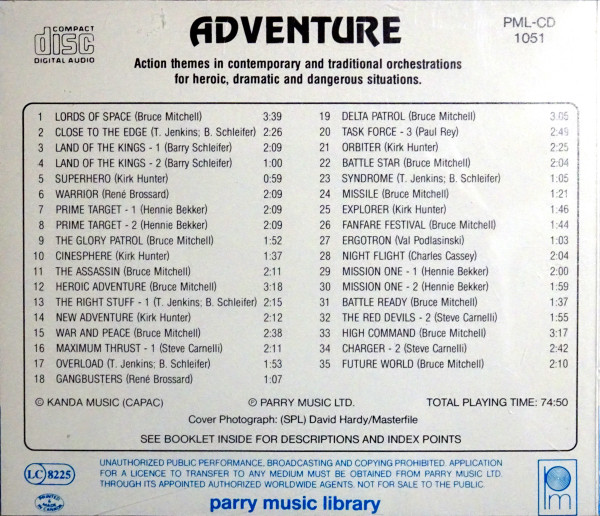 COMPACT
disc
DIGITAL AUDIO
ADVENTURE
PML-CD
1051
Action themes in contemporary and traditional orchestrations
for heroic, dramatic and dangerous situations.
1 LORDS OF SPACE (Bruce Mitchell) 3:39
2 CLOSE TO THE EDGE (T. Jenkins; B. Schleifer) 2:26
3 LAND OF THE KINGS - 1 (Barry Schleifer) 2:09
4 LAND OF THE KINGS - 2 (Barry Schleifer) 1:00
5 SUPERHERO (Kirk Hunter) 0:59
6 WARRIOR (René Brossard) 2:09
7 PRIME TARGET - 1 (Hennie Bekker) 2:09
8 PRIME TARGET - 2 (Hennie Bekker) 2:09
9 THE GLORY PATROL (Bruce Mitchell) 1:52
10 CINESPHERE (Kirk Hunter) 1:37
11 THE ASSASSIN (Bruce Mitchell) 2:11
12 HEROIC ADVENTURE (Bruce Mitchell) 3:18
13 THE RIGHT STUFF - 1 (T. Jenkins; B. Schleifer) 2:15
14 NEW ADVENTURE (Kirk Hunter) 2:12
15 WAR AND PEACE (Bruce Mitchell) 2:38
16 MAXIMUM THRUST - 1 (Steve Carnelli) 2:11
17 OVERLOAD (T. Jenkins; B. Schleifer) 1:53
18 GANGBUSTERS (René Brossard) 1:07
19 DELTA PATROL (Bruce Mitchell) 3:05
20 TASK FORCE - 3 (Paul Rey) 2:49
21 ORBITER (Kirk Hunter) 2:25
22 BATTLE STAR (Bruce Mitchell) 2:04
23 SYNDROME (T. Jenkins; B. Schleifer) 1:05
24 MISSILE (Bruce Mitchell) 1:21
25 EXPLORER (Kirk Hunter) 1:46
26 FANFARE FESTIVAL (Bruce Mitchell) 1:44
27 ERGOTRON (Val Podlasinski) 1:03
28 NIGHT FLIGHT (Charles Cassey) 2:04
29 MISSION ONE - 1 (Hennie Bekker) 2:00
30 MISSION ONE - 2 (Hennie Bekker) 1:59
31 BATTLE READY (Bruce Mitchell) 1:37
32 THE RED DEVILS - 2 (Steve Carnelli) 1:55
33 HIGH COMMAND (Bruce Mitchell) 3:17
34 CHARGER - 2 (Steve Carnelli) 2:42
35 FUTURE WORLD (Bruce Mitchell) 2:10
© KANDA MUSIC (CAPAC) ℗ PARRY MUSIC LTD. TOTAL PLAYING TIME: 74:50
Cover Photograph: (SPL) David Hardy/Masterfile
SEE BOOKLET INSIDE FOR DESCRIPTIONS AND INDEX POINTS
LC 8225
UNAUTHORIZED PUBLIC PERFORMANCE, BROADCASTING AND COPYING PROHIBITED. APPLICATION
FOR A LICENCE TO TRANSFER TO ANY MEDIUM MUST BE OBTAINED FROM PARRY MUSIC LTD.
THROUGH ITS APPOINTED AUTHORIZED WORLDWIDE AGENTS. NOT FOR SALE TO THE PUBLIC.
parry music library
pm